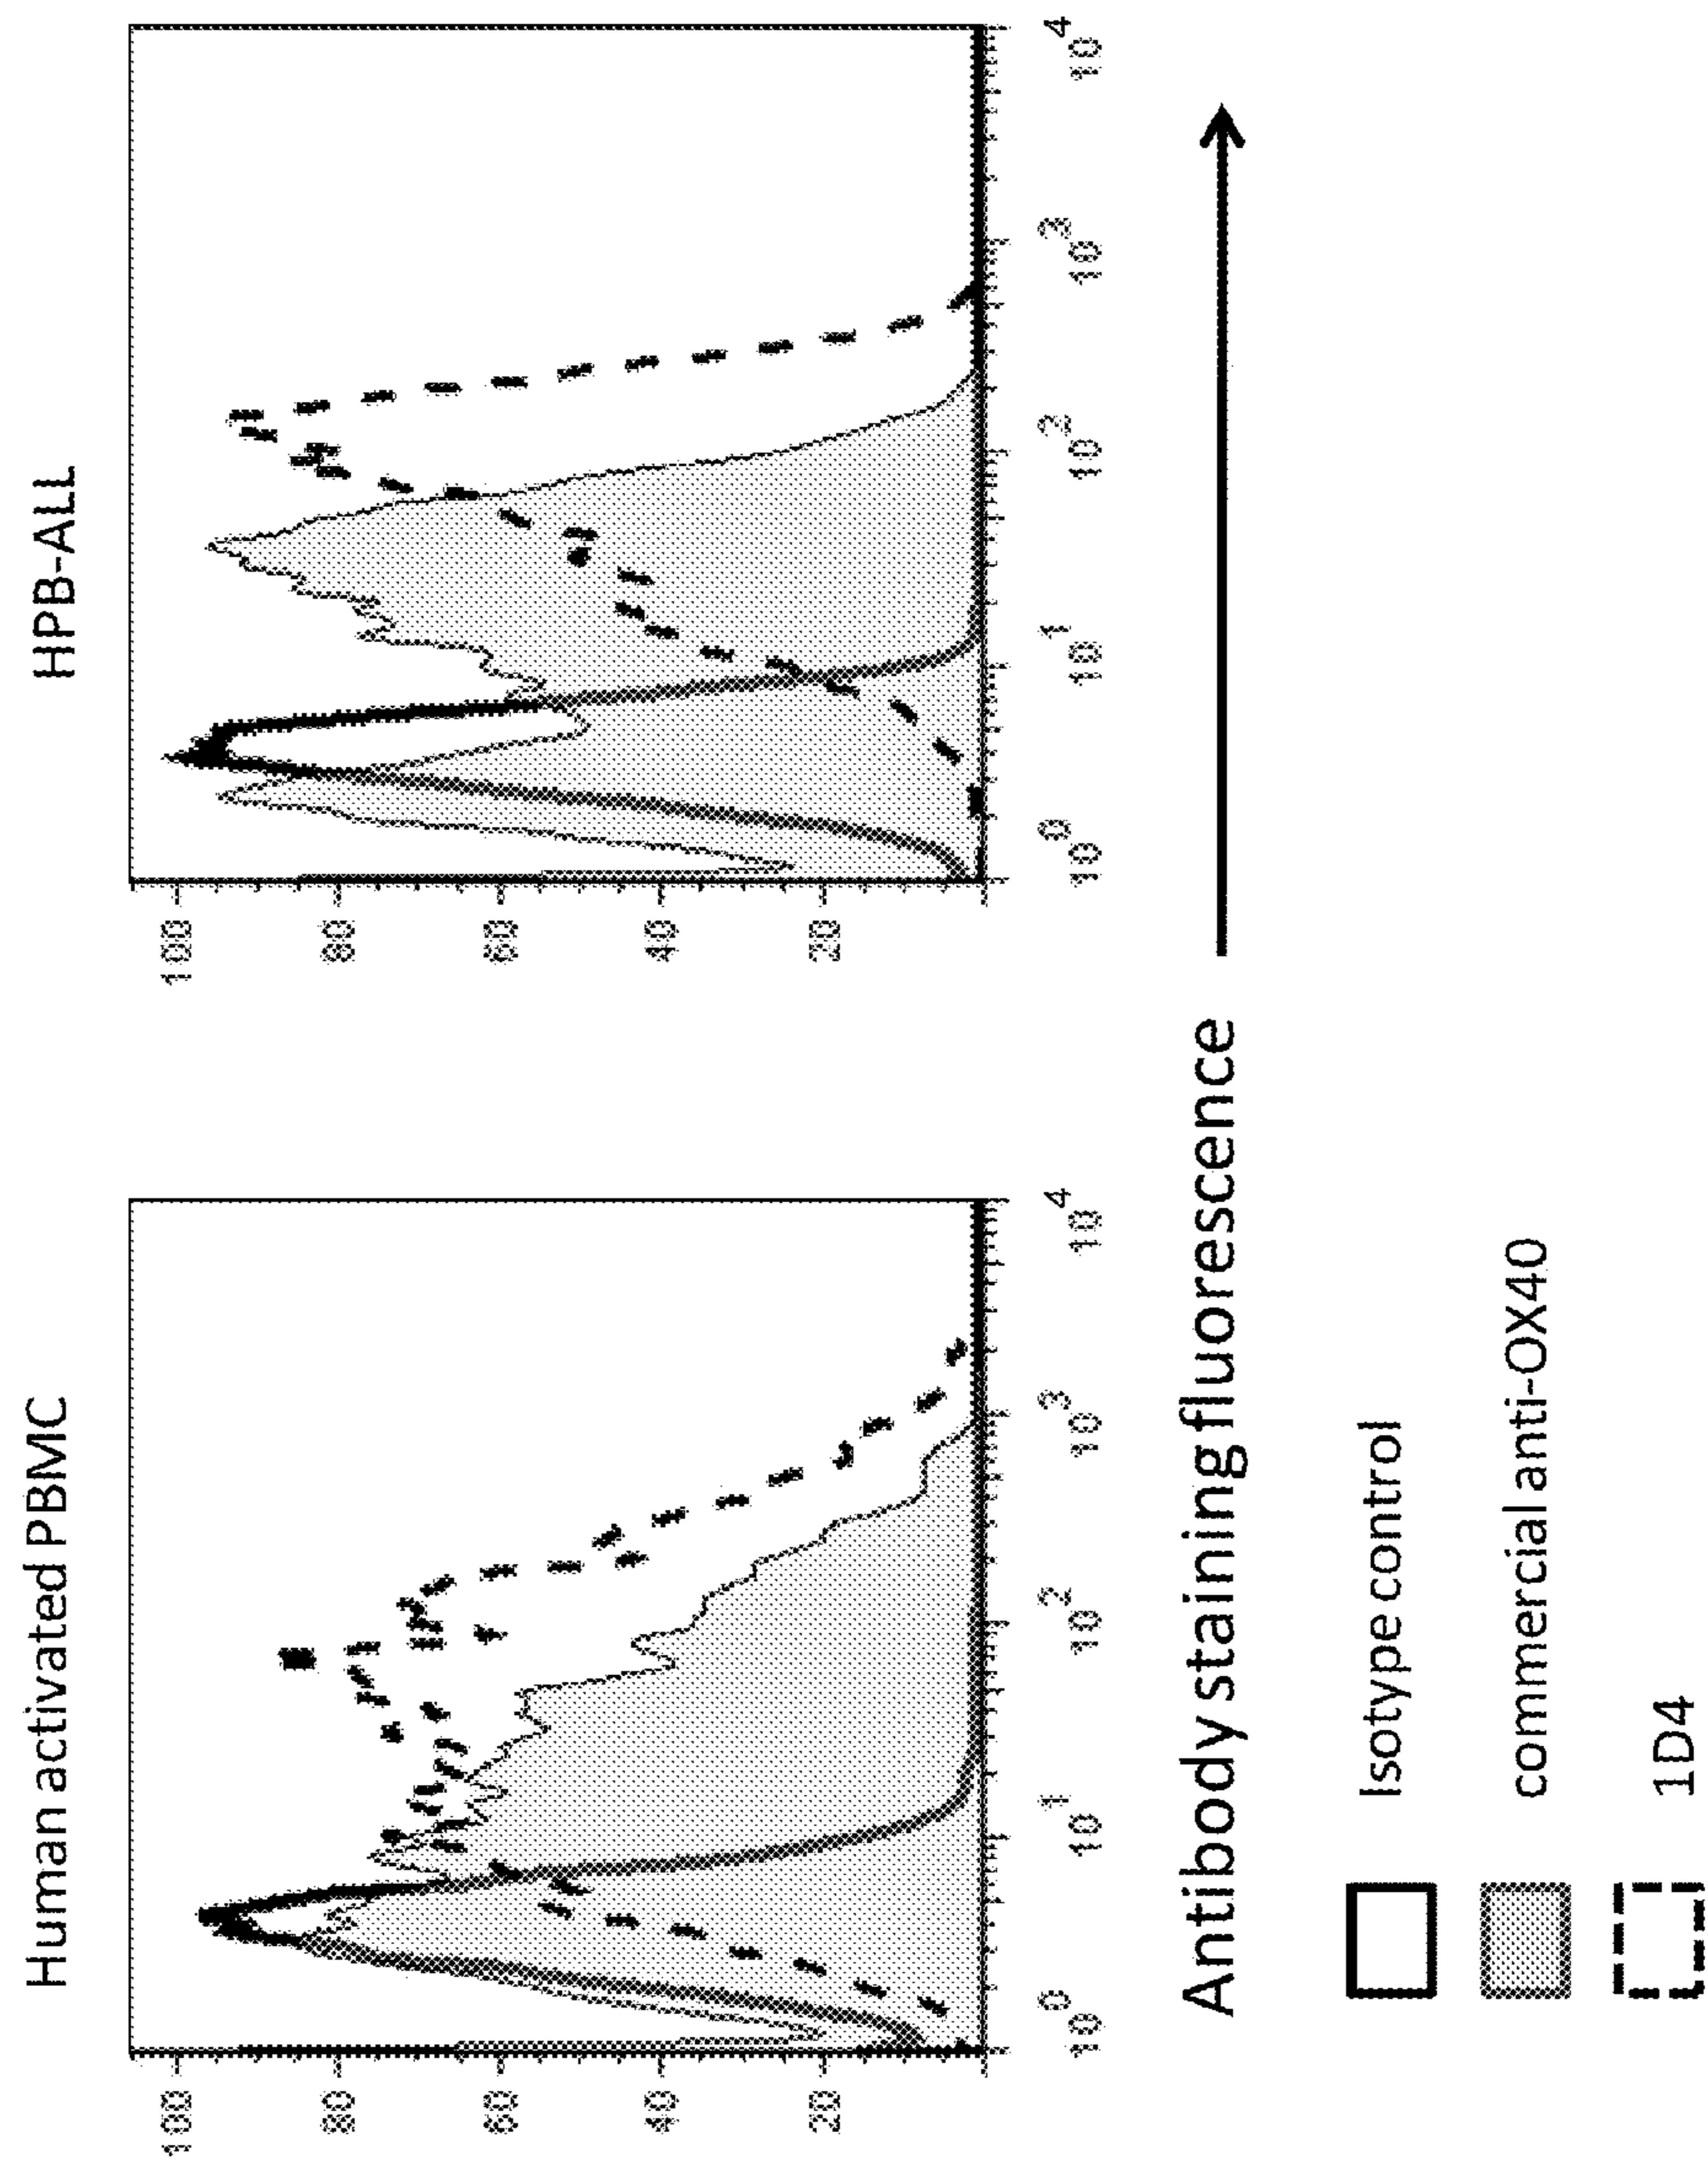 Human activated PBMC
HPB-ALL
100
80
60
40
20
10^0 10^1 10^2 10^3 10^4
100
80
60
40
20
10^0 10^1 10^2 10^3 10^4
Antibody staining fluorescence
Isotype control
commercial anti-OX40
1D4